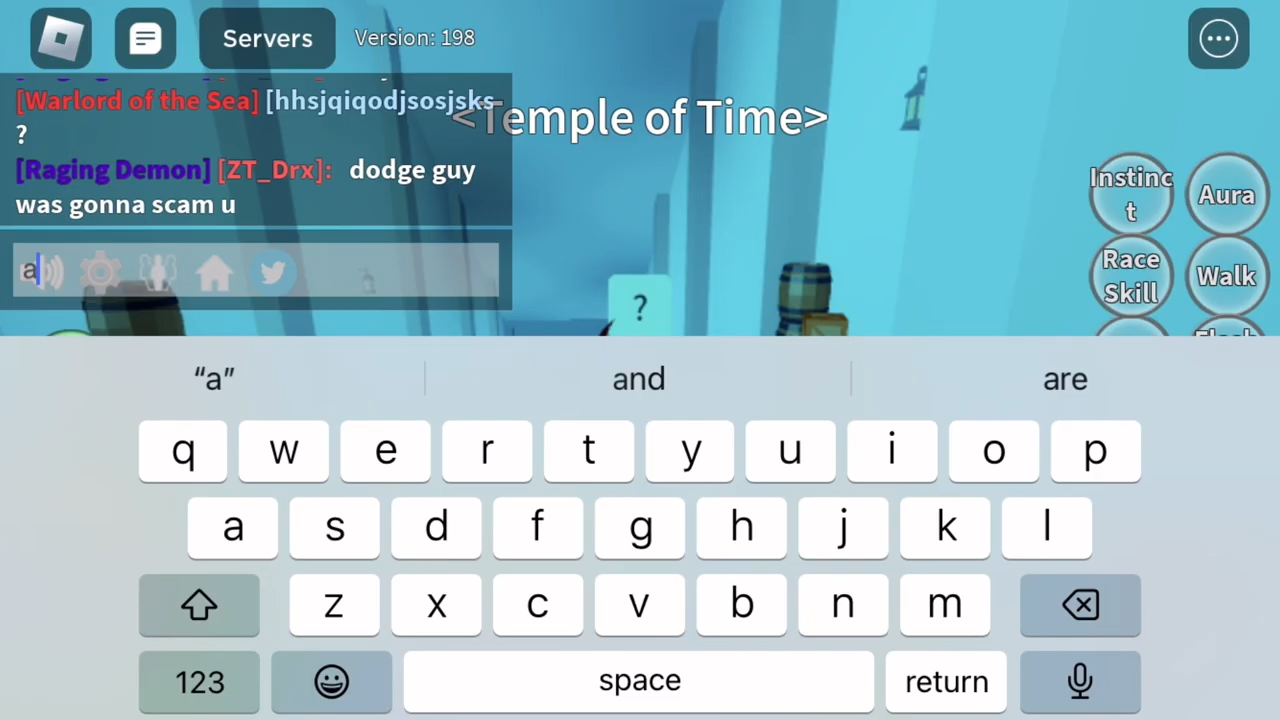 Servers
Version: 198
[Warlord of the Sea] [hhsjqiqodjsosjsks
?
[Raging Demon] [ZT_Drx]: dodge guy
was gonna scam u
<Temple of Time>
Instinc
t
Aura
Race
Skill
Walk
a
?
“a”
and
are
q w e r t y u i o p
a s d f g h j k l
z x c v b n m
123
space
return